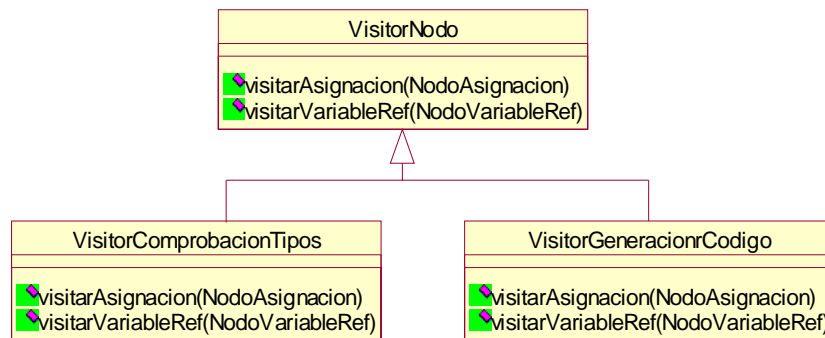 VisitorNodo
visitarAsignacion(NodoAsignacion)
visitarVariableRef(NodoVariableRef)
VisitorComprobacionTipos
visitarAsignacion(NodoAsignacion)
visitarVariableRef(NodoVariableRef)
VisitorGeneracionrCodigo
visitarAsignacion(NodoAsignacion)
visitarVariableRef(NodoVariableRef)